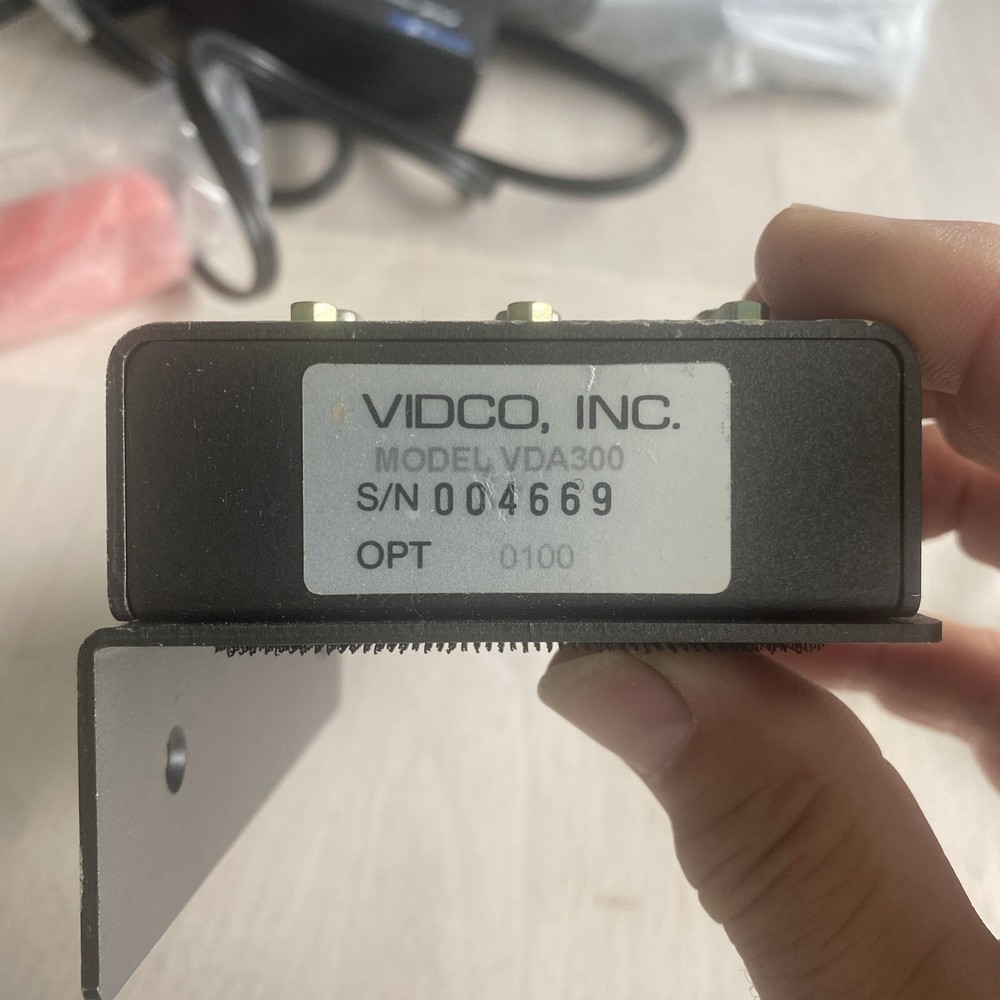 VIDCO, INC.
MODEL VDA300
S/N 004669
OPT 0100